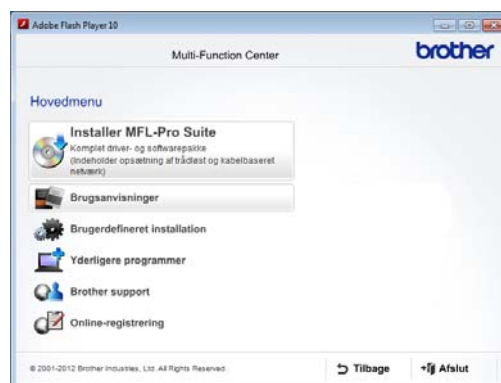 Adobe Flash Player 10
Multi-Function Center
brother
Hovedmenu
Installer MFL-Pro Suite
Komplet driver- og softwarepakke
(Indeholder opsætning af trådløst og kabelbaseret
netværk)
Brugsanvisninger
Brugerdefineret installation
Yderligere programmer
Brother support
Online-registrering
© 2001-2012 Brother Industries, Ltd. All Rights Reserved.
Tilbage
Afslut